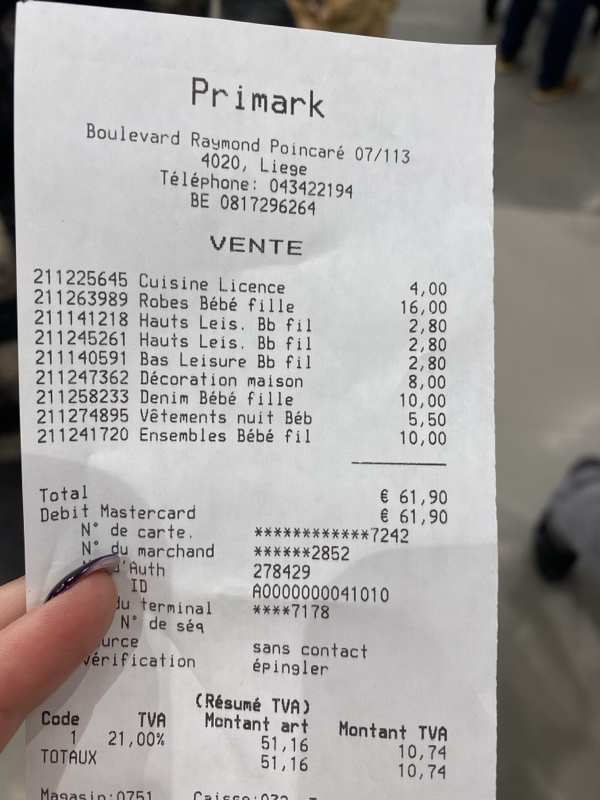 Primark
Boulevard Raymond Poincaré 07/113
4020, Liege
Téléphone: 043422194
BE 0817296264
VENTE
211225645 Cuisine Licence 4,00
211263989 Robes Bébé fille 16,00
211141218 Hauts Leis. Bb fil 2,80
211245261 Hauts Leis. Bb fil 2,80
211140591 Bas Leisure Bb fil 2,80
211247362 Décoration maison 8,00
211258233 Denim Bébé fille 10,00
211274895 Vêtements nuit Béb 5,50
211241720 Ensembles Bébé fil 10,00
Total € 61,90
Debit Mastercard € 61,90
N° de carte. ************7242
N° du marchand ******2852
d'Auth 278429
ID A0000000041010
du terminal ****7178
N° de séq
urce sans contact
vérification épingler
(Résumé TVA)
Code TVA Montant art Montant TVA
1 21,00% 51,16 10,74
TOTAUX 51,16 10,74
Magasin:0751